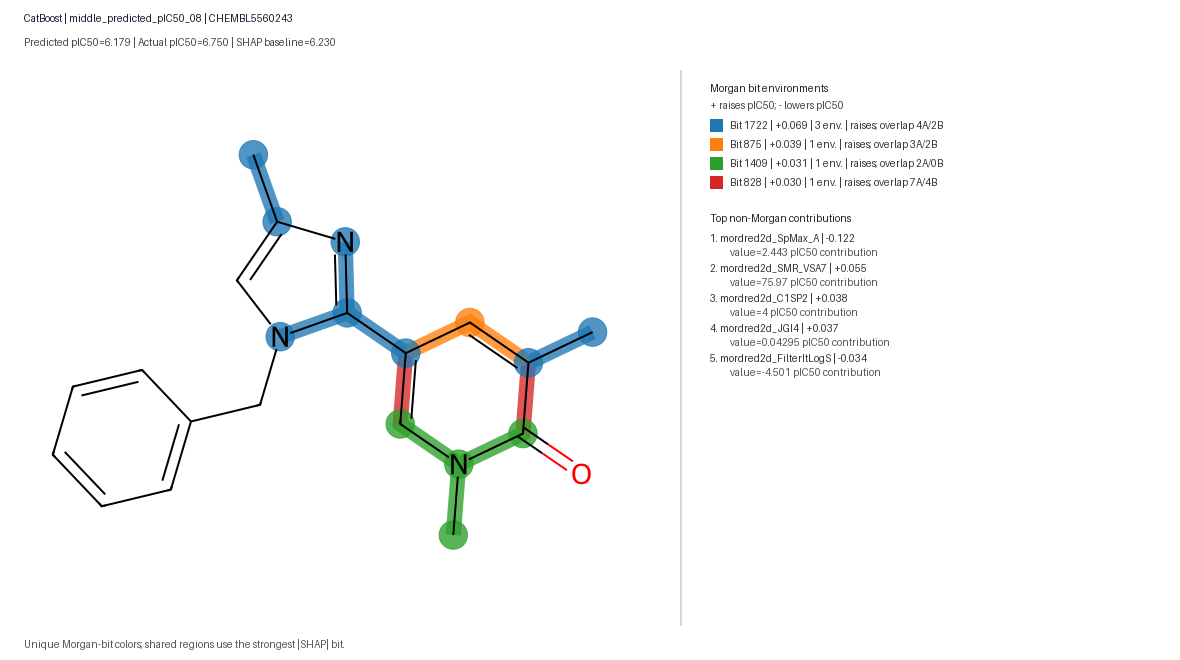 CatBoost | middle_predicted_pIC50_08 | CHEMBL5560243
Predicted pIC50=6.179 | Actual pIC50=6.750 | SHAP baseline=6.230
Morgan bit environments
+ raises pIC50; - lowers pIC50
Bit 1722 | +0.069 | 3 env. | raises; overlap 4A/2B
Bit 875 | +0.039 | 1 env. | raises; overlap 3A/2B
Bit 1409 | +0.031 | 1 env. | raises; overlap 2A/0B
Bit 828 | +0.030 | 1 env. | raises; overlap 7A/4B
Top non-Morgan contributions
1. mordred2d_SpMax_A | -0.122
value=2.443 pIC50 contribution
2. mordred2d_SMR_VSA7 | +0.055
value=75.97 pIC50 contribution
3. mordred2d_C1SP2 | +0.038
value=4 pIC50 contribution
4. mordred2d_JGI4 | +0.037
value=0.04295 pIC50 contribution
5. mordred2d_FilterItLogS | -0.034
value=-4.501 pIC50 contribution
N
N
N
O
Unique Morgan-bit colors; shared regions use the strongest |SHAP| bit.